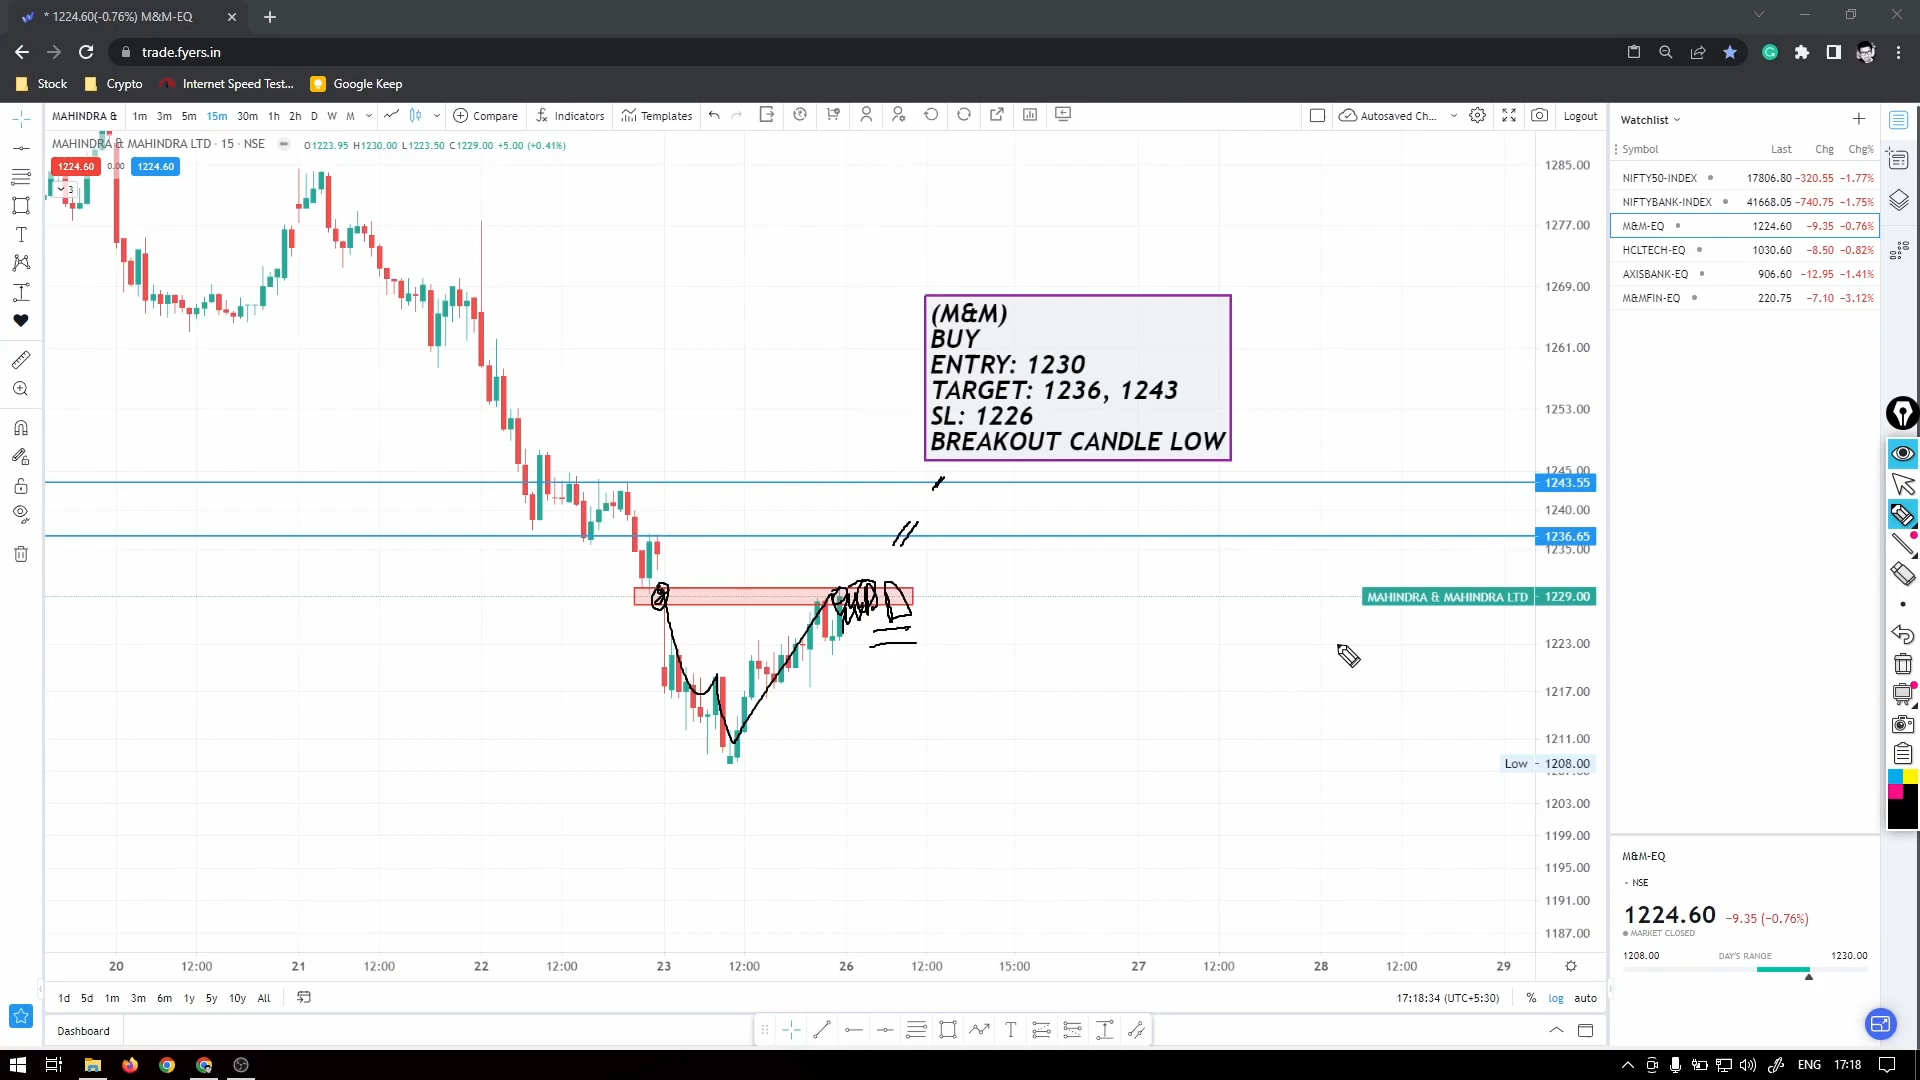 * 1224.60(-0.76%) M&M-EQ
trade.fyers.in
Stock Crypto Internet Speed Test... Google Keep
MAHINDRA & 1m 3m 5m 15m 30m 1h 2h D W M Compare Indicators Templates Autosaved Ch... Logout
MAHINDRA & MAHINDRA LTD · 15 · NSE O1223.95 H1230.00 L1223.50 C1229.00 +5.00 (+0.41%)
1224.60 0.00 1224.60
3
(M&M)
BUY
ENTRY: 1230
TARGET: 1236, 1243
SL: 1226
BREAKOUT CANDLE LOW
1285.00
1277.00
1269.00
1261.00
1253.00
1245.00
1243.55
1240.00
1236.65
1235.00
MAHINDRA & MAHINDRA LTD 1229.00
1223.00
1217.00
1211.00
Low - 1208.00
1203.00
1199.00
1195.00
1191.00
1187.00
20 12:00 21 12:00 22 12:00 23 12:00 26 12:00 15:00 27 12:00 28 12:00 29
1d 5d 1m 3m 6m 1y 5y 10y All
17:18:34 (UTC+5:30) % log auto
Dashboard
Watchlist
Symbol Last Chg Chg%
NIFTY50-INDEX 17806.80 −320.55 −1.77%
NIFTYBANK-INDEX 41668.05 −740.75 −1.75%
M&M-EQ 1224.60 −9.35 −0.76%
HCLTECH-EQ 1030.60 −8.50 −0.82%
AXISBANK-EQ 906.60 −12.95 −1.41%
M&MFIN-EQ 220.75 −7.10 −3.12%
M&M-EQ
- NSE
1224.60 −9.35 (−0.76%)
MARKET CLOSED
1208.00 DAY'S RANGE 1230.00
ENG 17:18